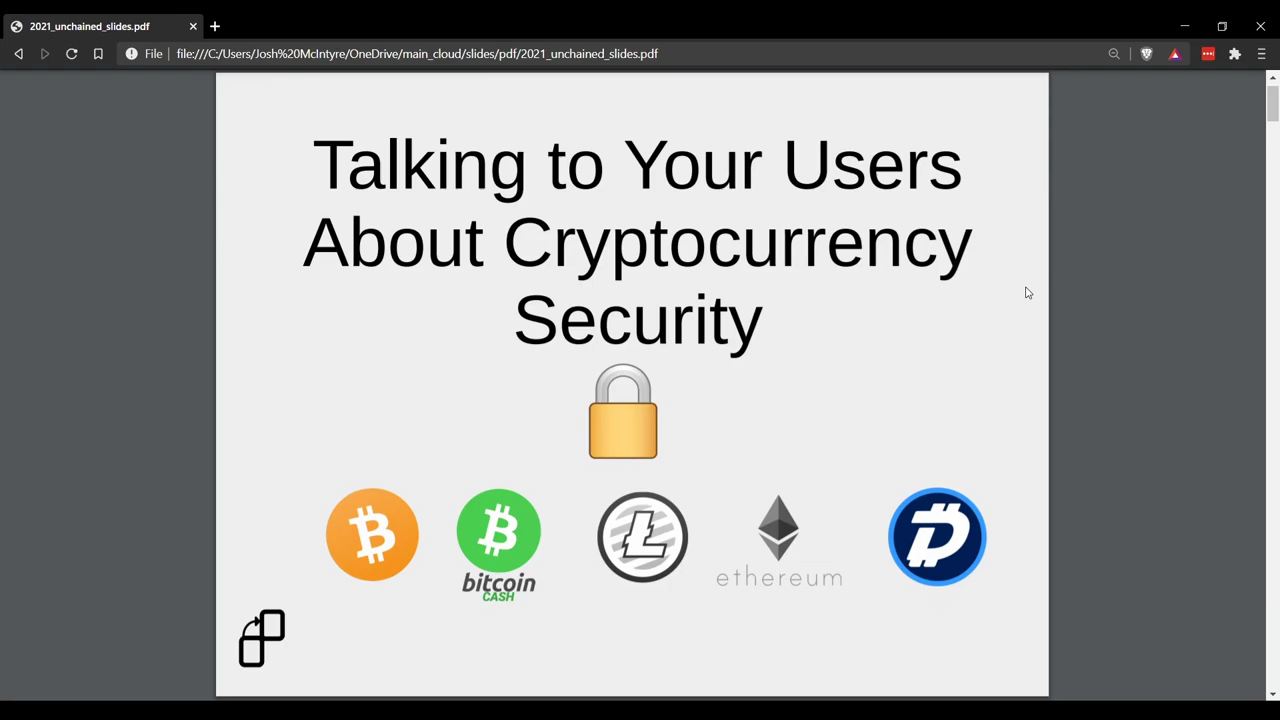 2021_unchained_slides.pdf
File file:///C:/Users/Josh%20McIntyre/OneDrive/main_cloud/slides/pdf/2021_unchained_slides.pdf
Talking to Your Users
About Cryptocurrency
Security
bitcoin
CASH
ethereum